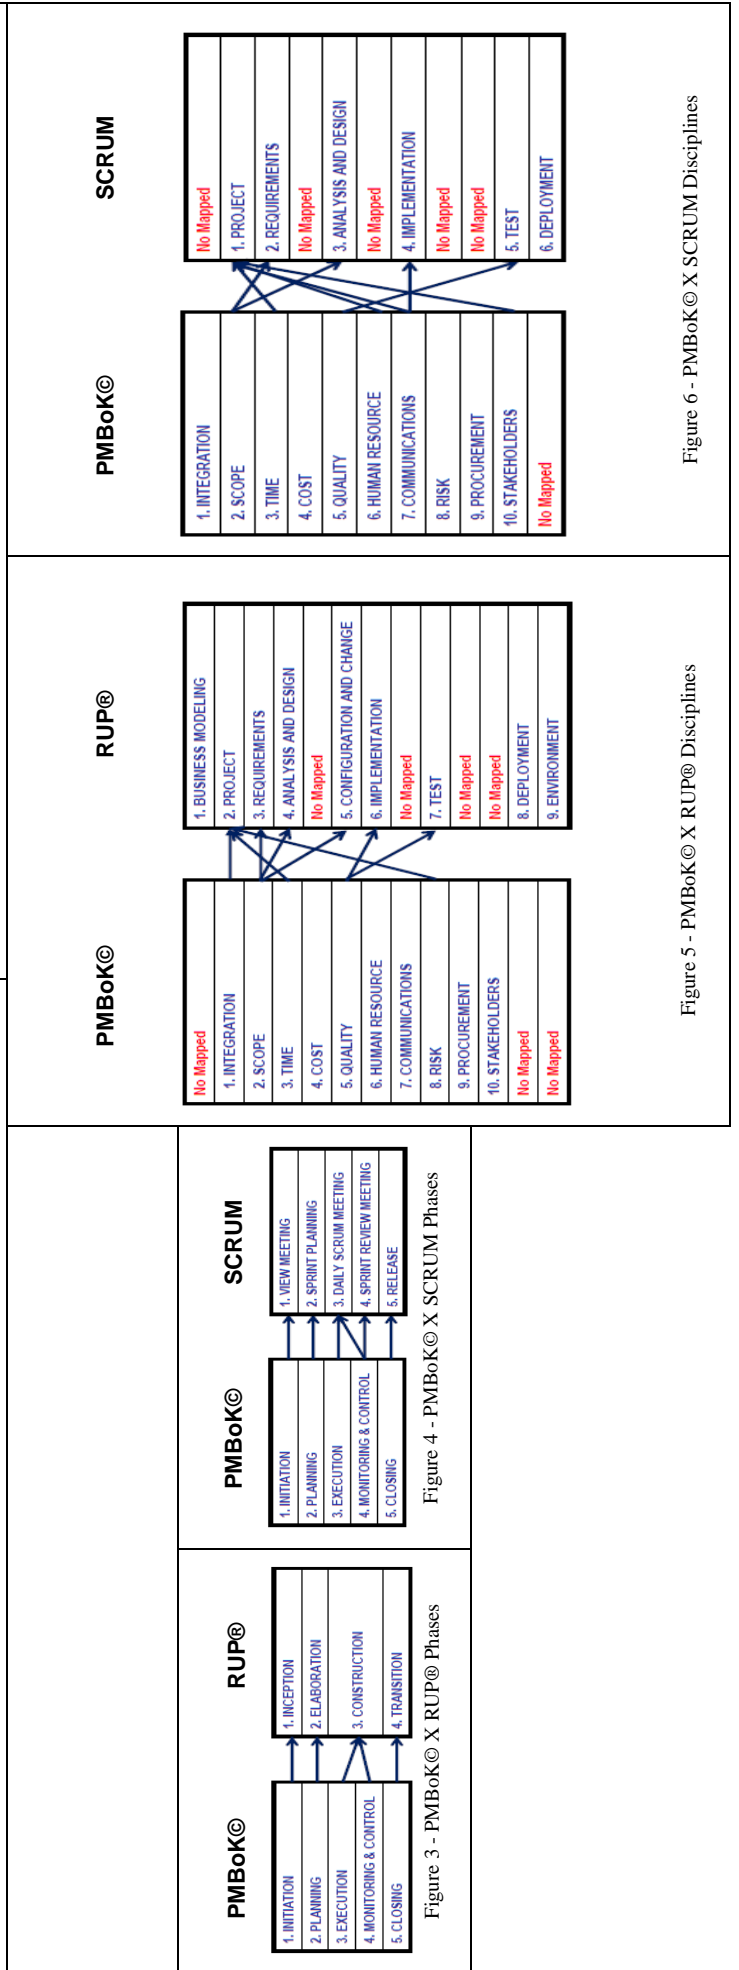 PMBoK©
RUP®
1. INITIATION
2. PLANNING
3. EXECUTION
4. MONITORING & CONTROL
5. CLOSING
1. INCEPTION
2. ELABORATION
3. CONSTRUCTION
4. TRANSITION
Figure 3 - PMBoK© X RUP® Phases
PMBoK©
SCRUM
1. INITIATION
2. PLANNING
3. EXECUTION
4. MONITORING & CONTROL
5. CLOSING
1. VIEW MEETING
2. SPRINT PLANNING
3. DAILY SCRUM MEETING
4. SPRINT REVIEW MEETING
5. RELEASE
Figure 4 - PMBoK© X SCRUM Phases
PMBoK©
RUP®
No Mapped
1. INTEGRATION
2. SCOPE
3. TIME
4. COST
5. QUALITY
6. HUMAN RESOURCE
7. COMMUNICATIONS
8. RISK
9. PROCUREMENT
10. STAKEHOLDERS
No Mapped
No Mapped
1. BUSINESS MODELING
2. PROJECT
3. REQUIREMENTS
4. ANALYSIS AND DESIGN
No Mapped
5. CONFIGURATION AND CHANGE
6. IMPLEMENTATION
No Mapped
7. TEST
No Mapped
No Mapped
8. DEPLOYMENT
9. ENVIRONMENT
Figure 5 - PMBoK© X RUP® Disciplines
PMBoK©
SCRUM
1. INTEGRATION
2. SCOPE
3. TIME
4. COST
5. QUALITY
6. HUMAN RESOURCE
7. COMMUNICATIONS
8. RISK
9. PROCUREMENT
10. STAKEHOLDERS
No Mapped
No Mapped
1. PROJECT
2. REQUIREMENTS
No Mapped
3. ANALYSIS AND DESIGN
No Mapped
4. IMPLEMENTATION
No Mapped
No Mapped
5. TEST
6. DEPLOYMENT
Figure 6 - PMBoK© X SCRUM Disciplines